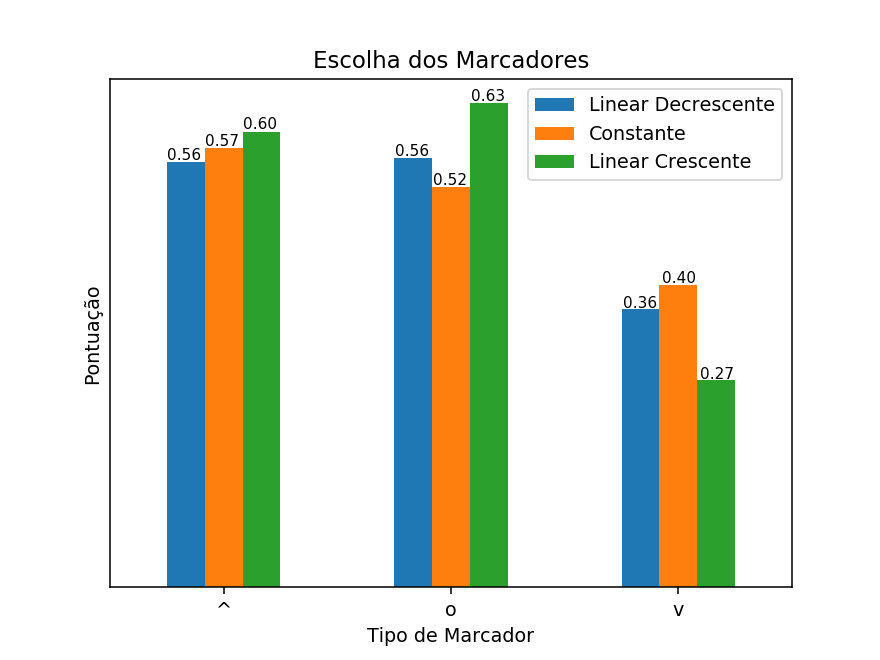 Escolha dos Marcadores
Linear Decrescente
Constante
Linear Crescente
0.56
0.57
0.60
0.56
0.52
0.63
0.36
0.40
0.27
Pontuação
^
o
v
Tipo de Marcador